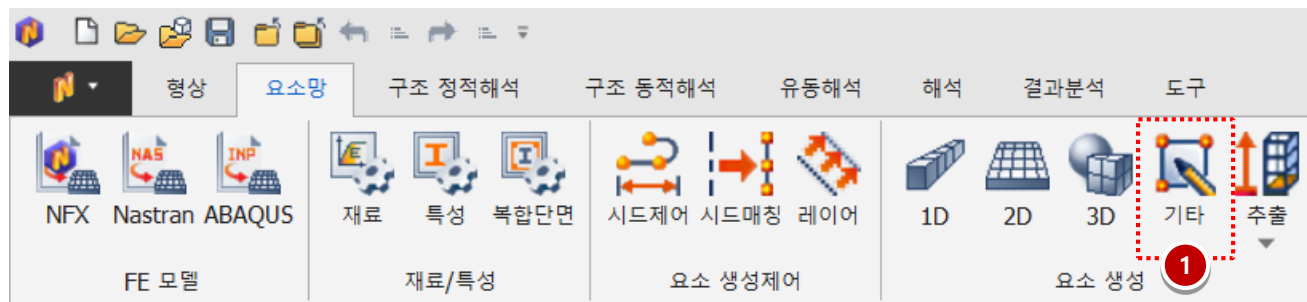 형상 요소망 구조 정적해석 구조 동적해석 유동해석 해석 결과분석 도구
NAS INP
NFX Nastran ABAQUS 재료 특성 복합단면 시드제어 시드매칭 레이어 1D 2D 3D 기타 추출
1
FE 모델 재료/특성 요소 생성제어 요소 생성